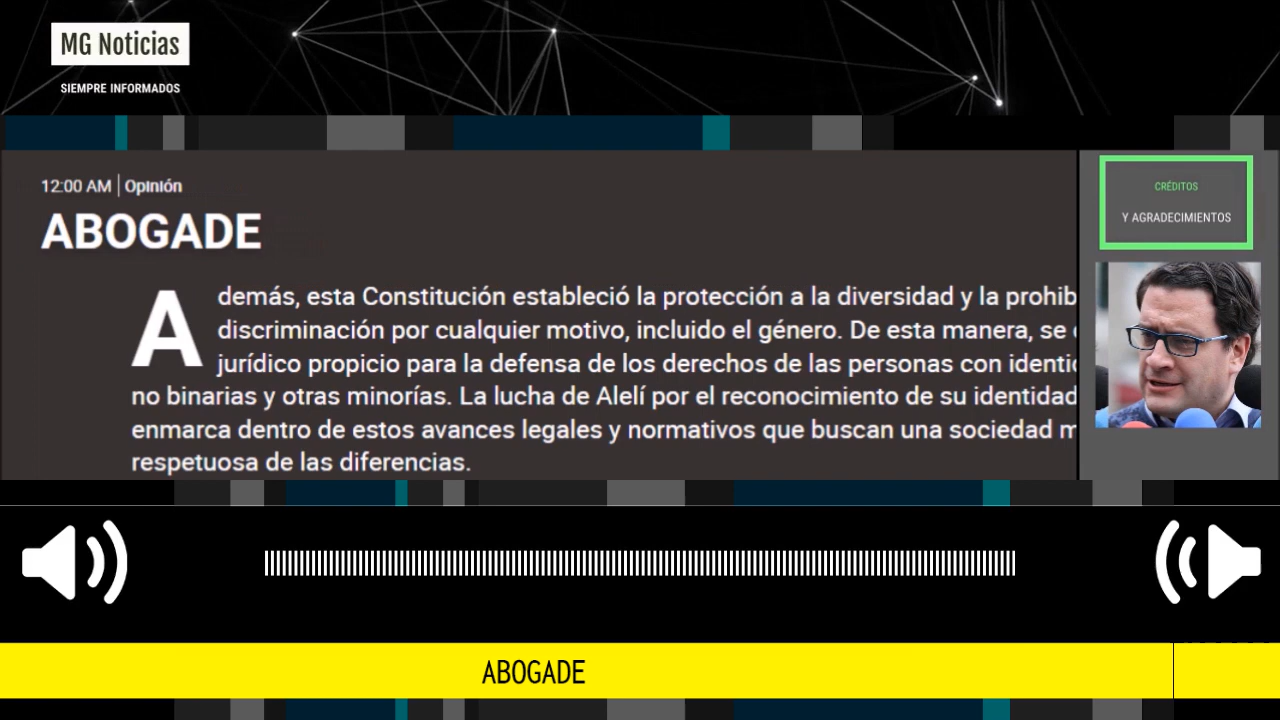 MG Noticias
SIEMPRE INFORMADOS
12:00 AM | Opinión
ABOGADE
CRÉDITOS
Y AGRADECIMIENTOS
Además, esta Constitución estableció la protección a la diversidad y la prohib
discriminación por cualquier motivo, incluido el género. De esta manera, se
jurídico propicio para la defensa de los derechos de las personas con identi
no binarias y otras minorías. La lucha de Alelí por el reconocimiento de su identidad
enmarca dentro de estos avances legales y normativos que buscan una sociedad m
respetuosa de las diferencias.
ABOGADE